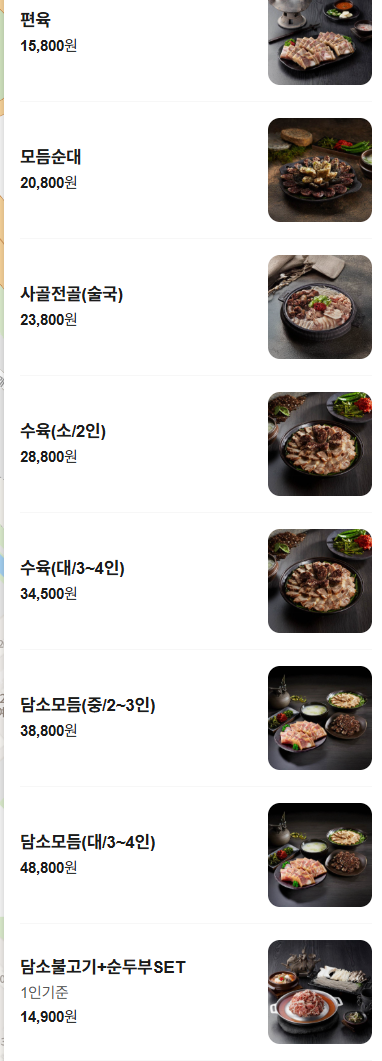 편육
15,800원
모듬순대
20,800원
사골전골(술국)
23,800원
수육(소/2인)
28,800원
수육(대/3~4인)
34,500원
담소모듬(중/2~3인)
38,800원
담소모듬(대/3~4인)
48,800원
담소불고기+순두부SET
1인기준
14,900원